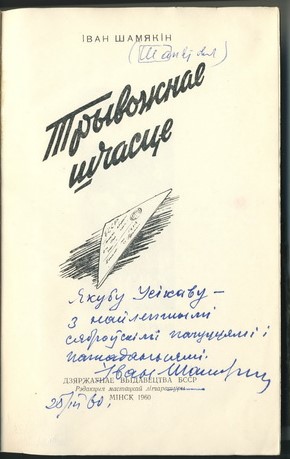 ІВАН ШАМЯКІН
Трывожнае
шчасце
Якубу Усікаву —
з найлепшымі
сяброўскімі пачуццямі і
пажаданьнямі.
Іван Шамякін
ДЗЯРЖАЎНАЕ ВЫДАВЕЦТВА БССР
Рэдакцыя мастацкай літаратуры
МІНСК 1960